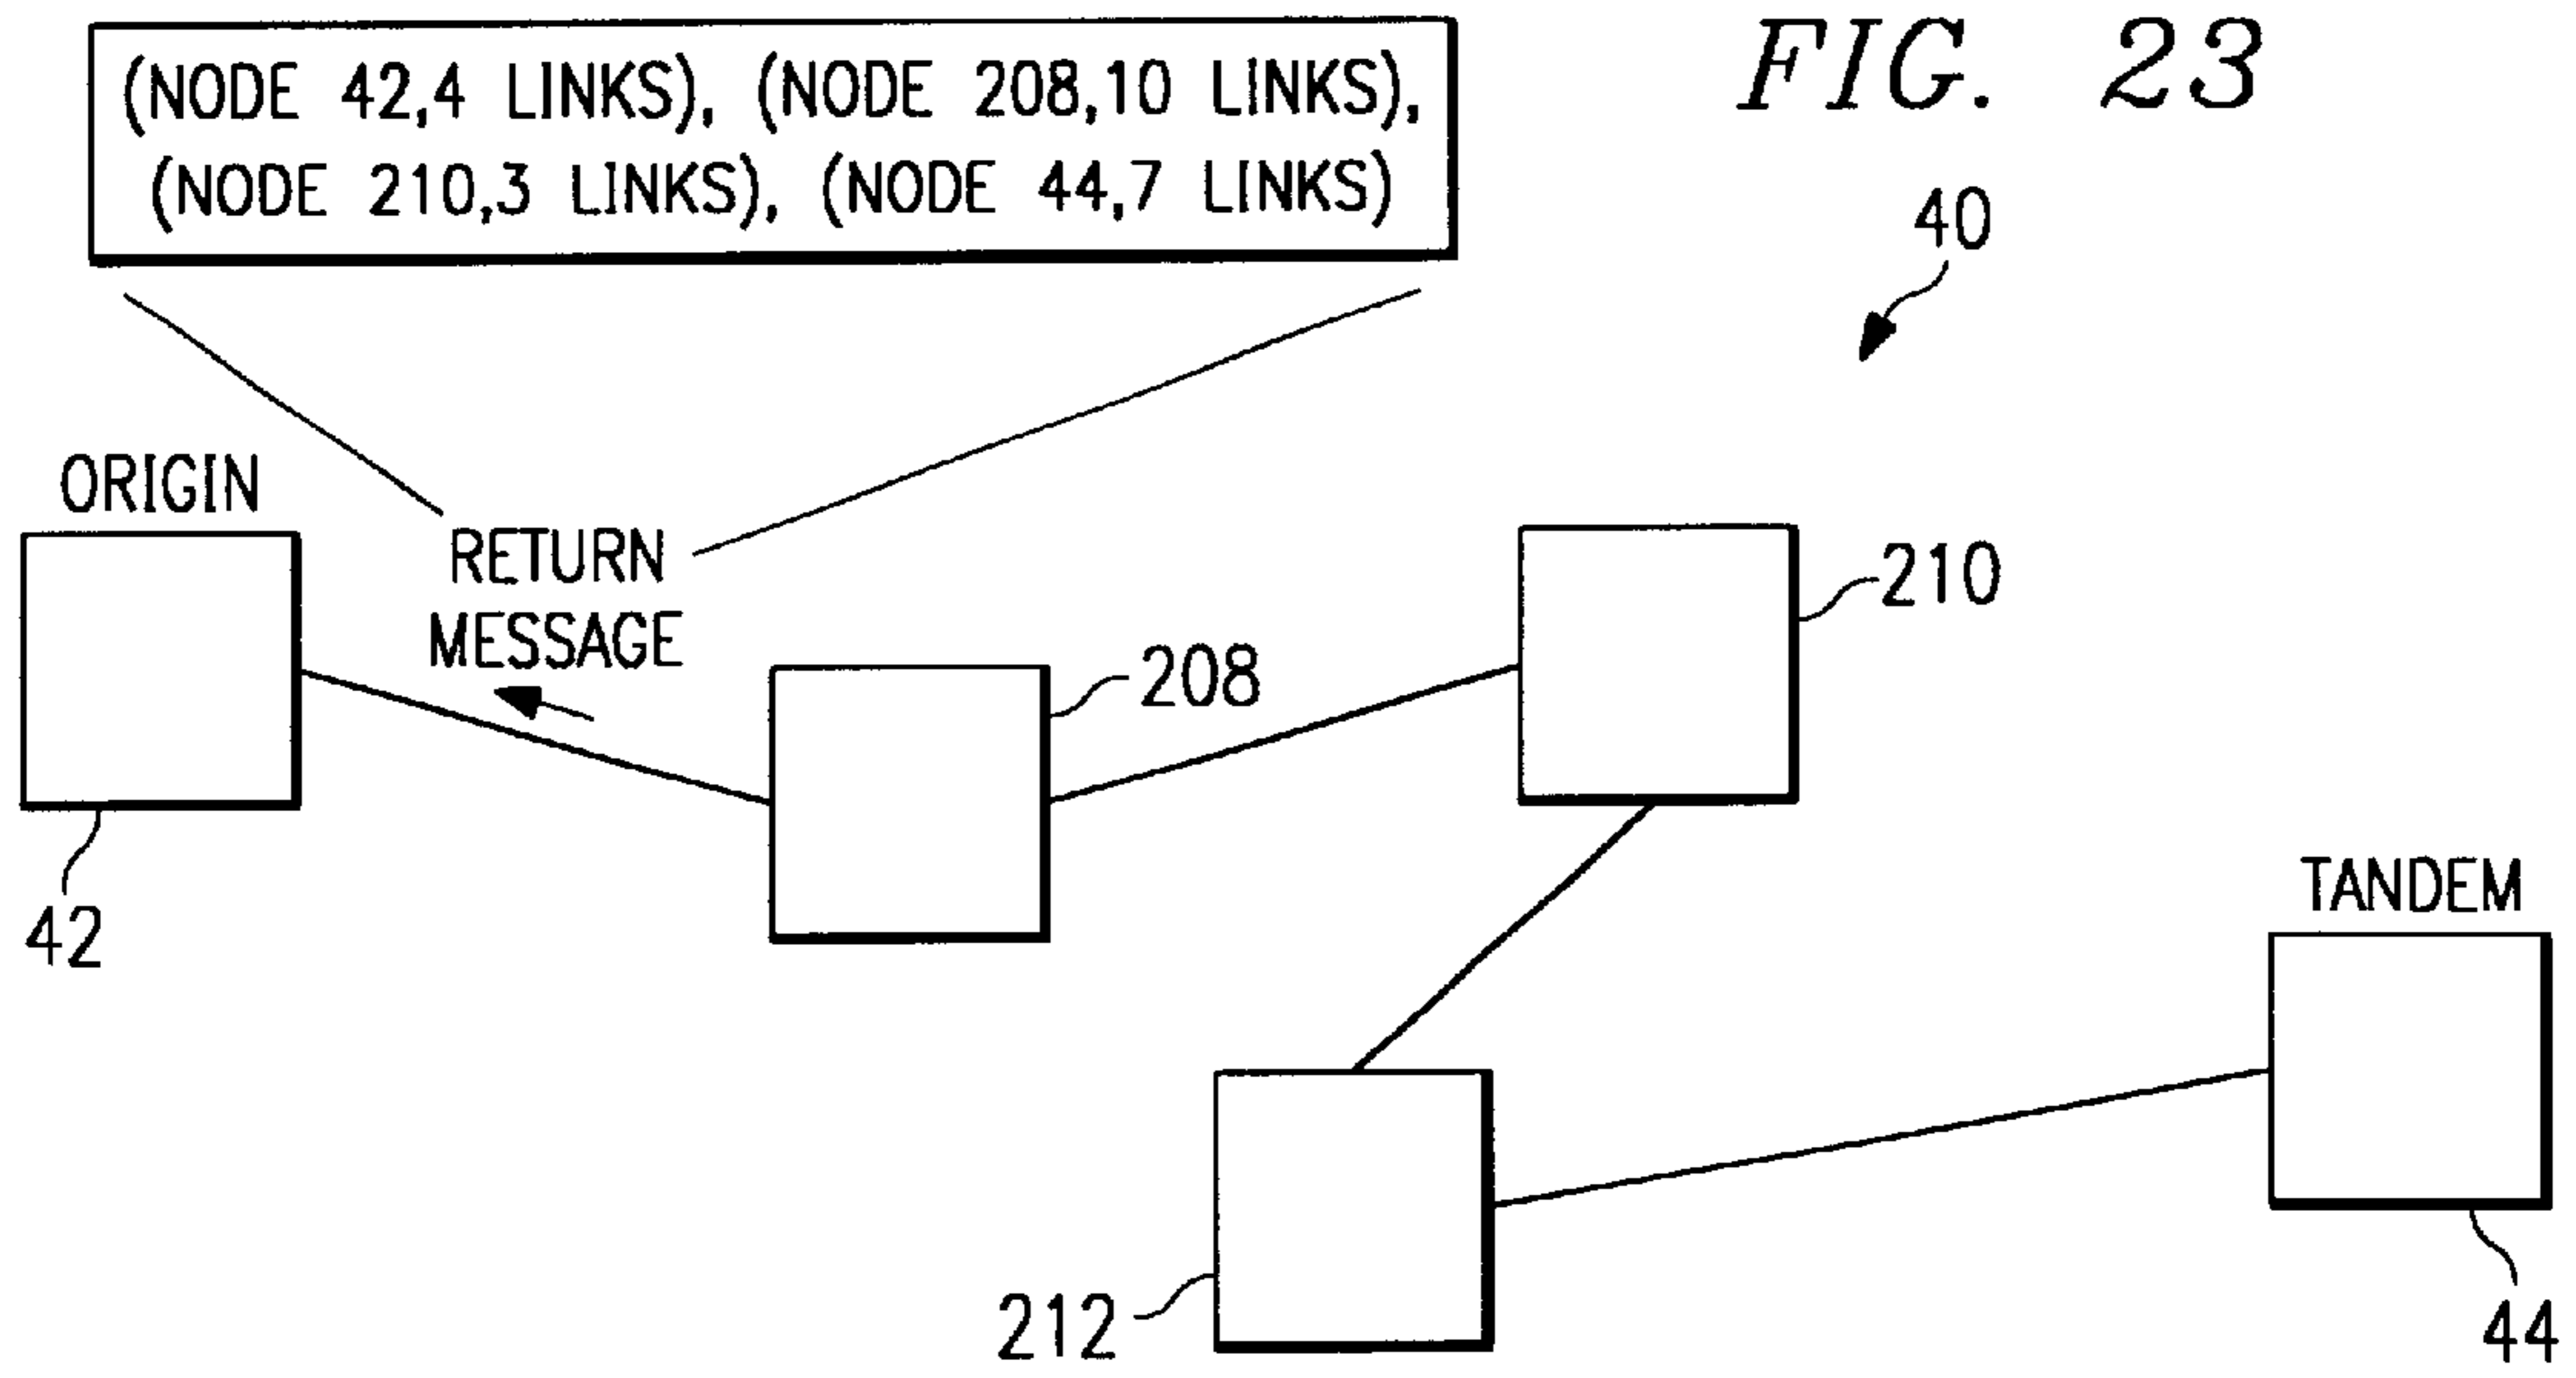 (NODE 42,4 LINKS), (NODE 208,10 LINKS),
(NODE 210,3 LINKS), (NODE 44,7 LINKS)
FIG. 23
40
ORIGIN
RETURN
MESSAGE
210
208
42
TANDEM
212
44